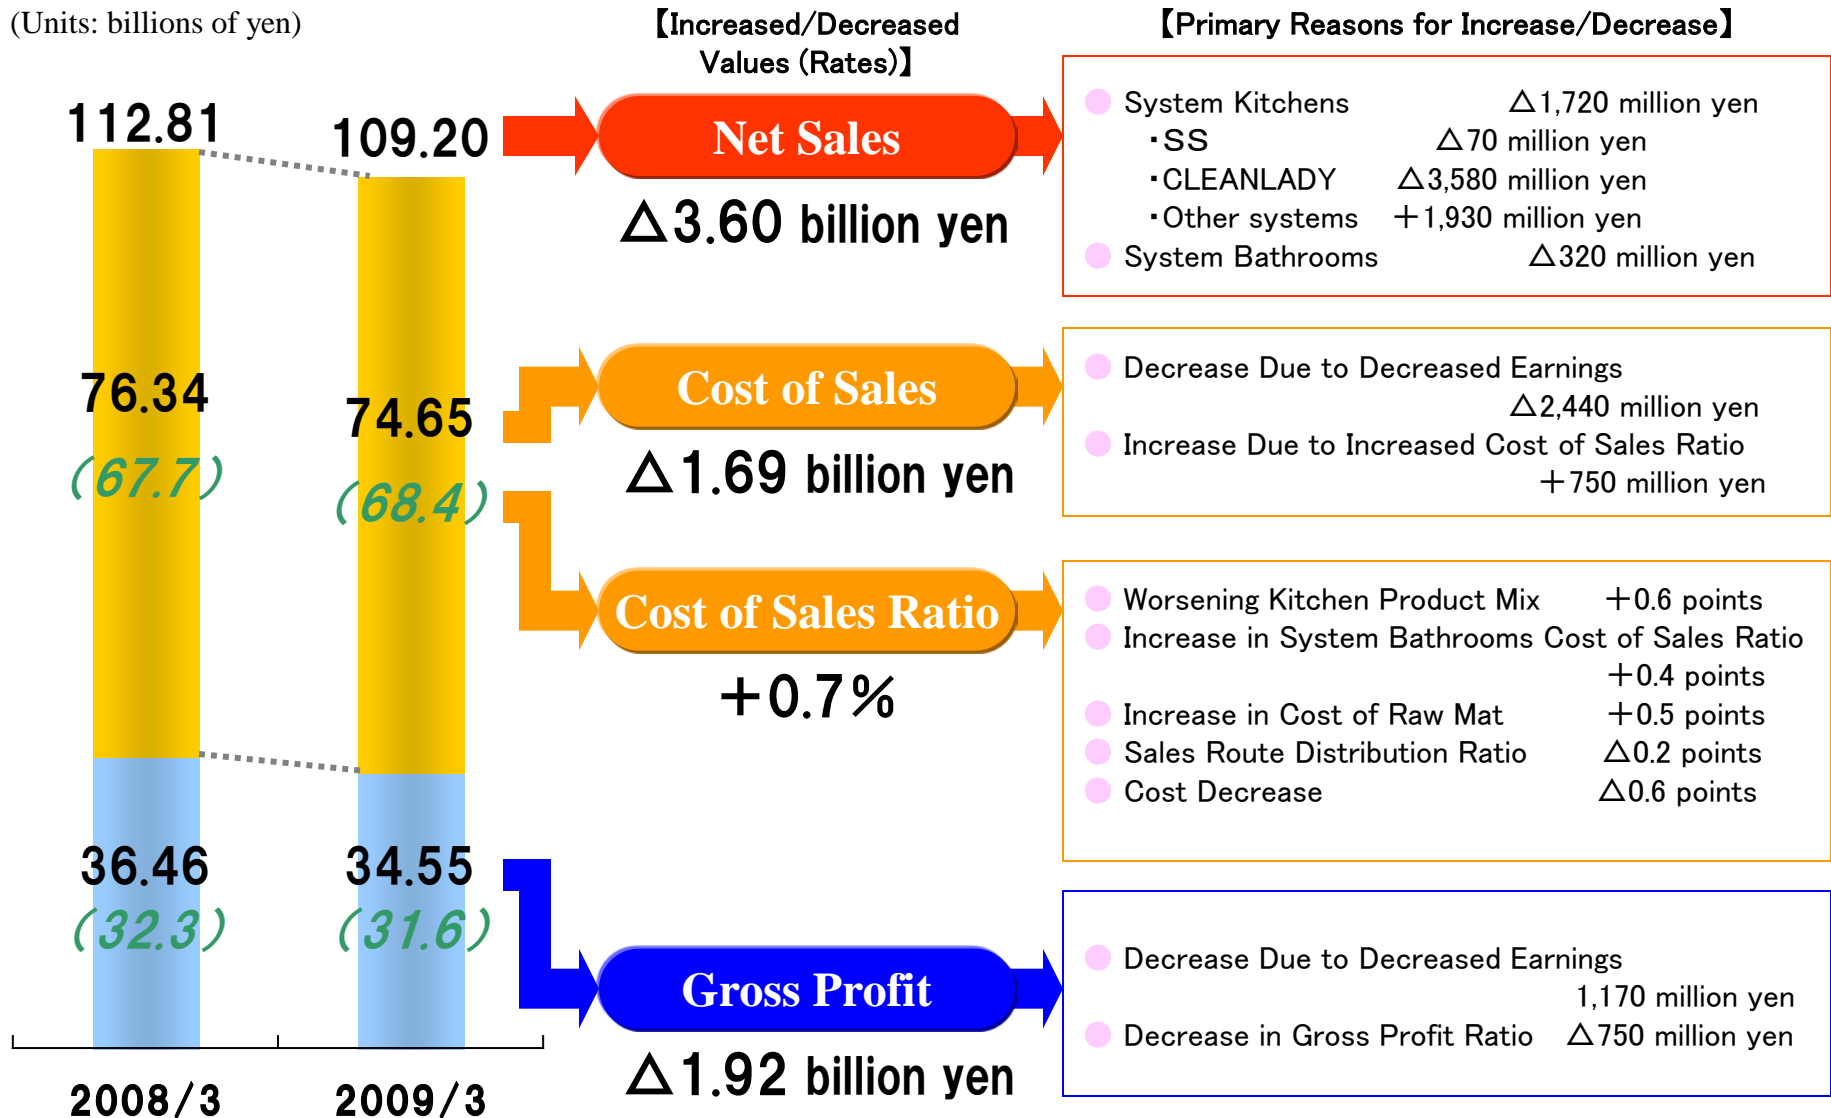 (Units: billions of yen)
【Increased/Decreased
Values (Rates)】
【Primary Reasons for Increase/Decrease】
112.81
109.20
76.34
(67.7)
74.65
(68.4)
36.46
(32.3)
34.55
(31.6)
2008/3
2009/3
Net Sales
△3.60 billion yen
● System Kitchens △1,720 million yen
・SS △70 million yen
・CLEANLADY △3,580 million yen
・Other systems +1,930 million yen
● System Bathrooms △320 million yen
Cost of Sales
△1.69 billion yen
● Decrease Due to Decreased Earnings
△2,440 million yen
● Increase Due to Increased Cost of Sales Ratio
+750 million yen
Cost of Sales Ratio
+0.7%
● Worsening Kitchen Product Mix +0.6 points
● Increase in System Bathrooms Cost of Sales Ratio
+0.4 points
● Increase in Cost of Raw Mat +0.5 points
● Sales Route Distribution Ratio △0.2 points
● Cost Decrease △0.6 points
Gross Profit
△1.92 billion yen
● Decrease Due to Decreased Earnings
1,170 million yen
● Decrease in Gross Profit Ratio △750 million yen